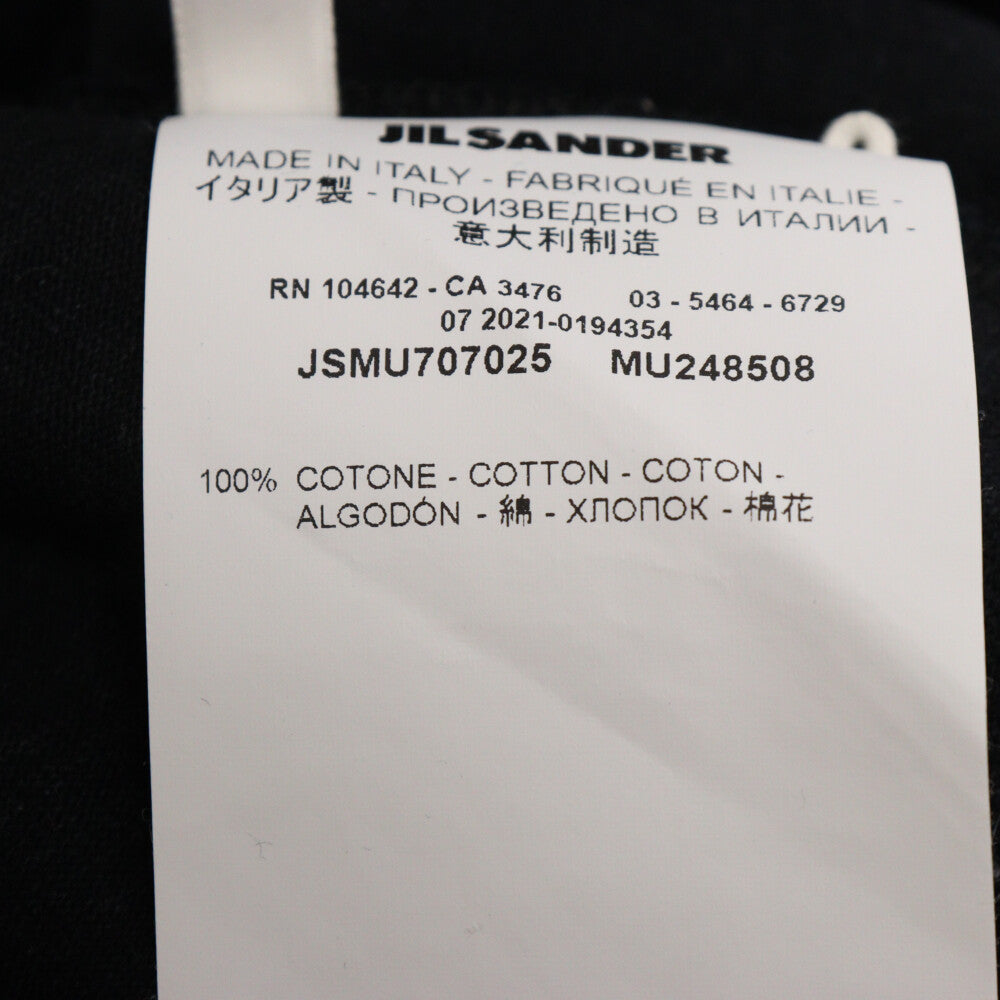 JIL SANDER
MADE IN ITALY - FABRIQUÉ EN ITALIE -
イタリア製 - ПРОИЗВЕДЕНО В ИТАЛИИ -
意大利制造
RN 104642 - CA 3476 03 - 5464 - 6729
07 2021-0194354
JSMU707025 MU248508
100% COTONE - COTTON - COTON -
ALGODÓN - 綿 - ХЛОПОК - 棉花